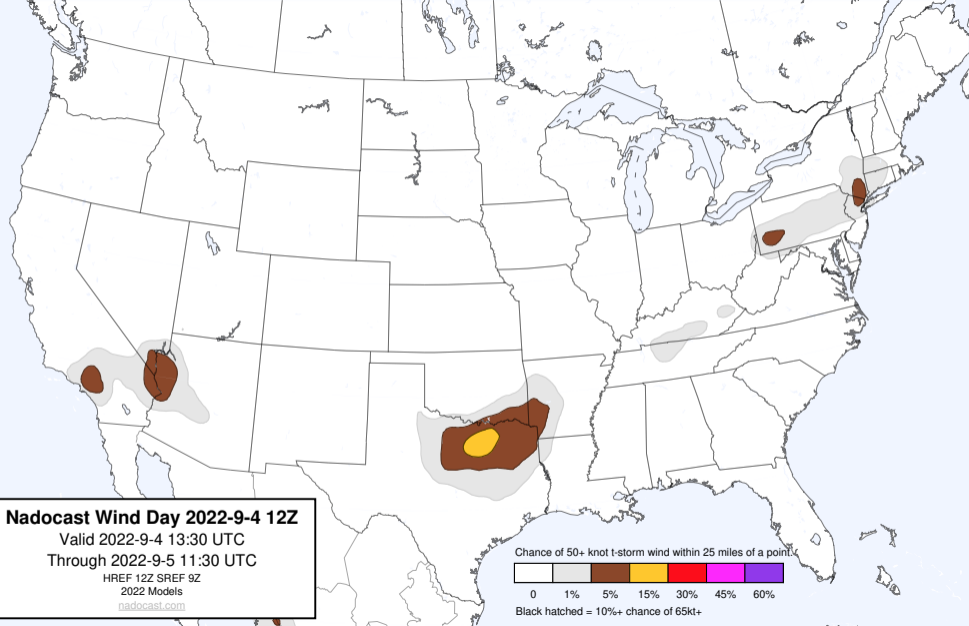 Nadocast Wind Day 2022-9-4 12Z
Valid 2022-9-4 13:30 UTC
Through 2022-9-5 11:30 UTC
HREF 12Z SREF 9Z
2022 Models
nadocast.com
Chance of 50+ knot t-storm wind within 25 miles of a point.
0 1% 5% 15% 30% 45% 60%
Black hatched = 10%+ chance of 65kt+